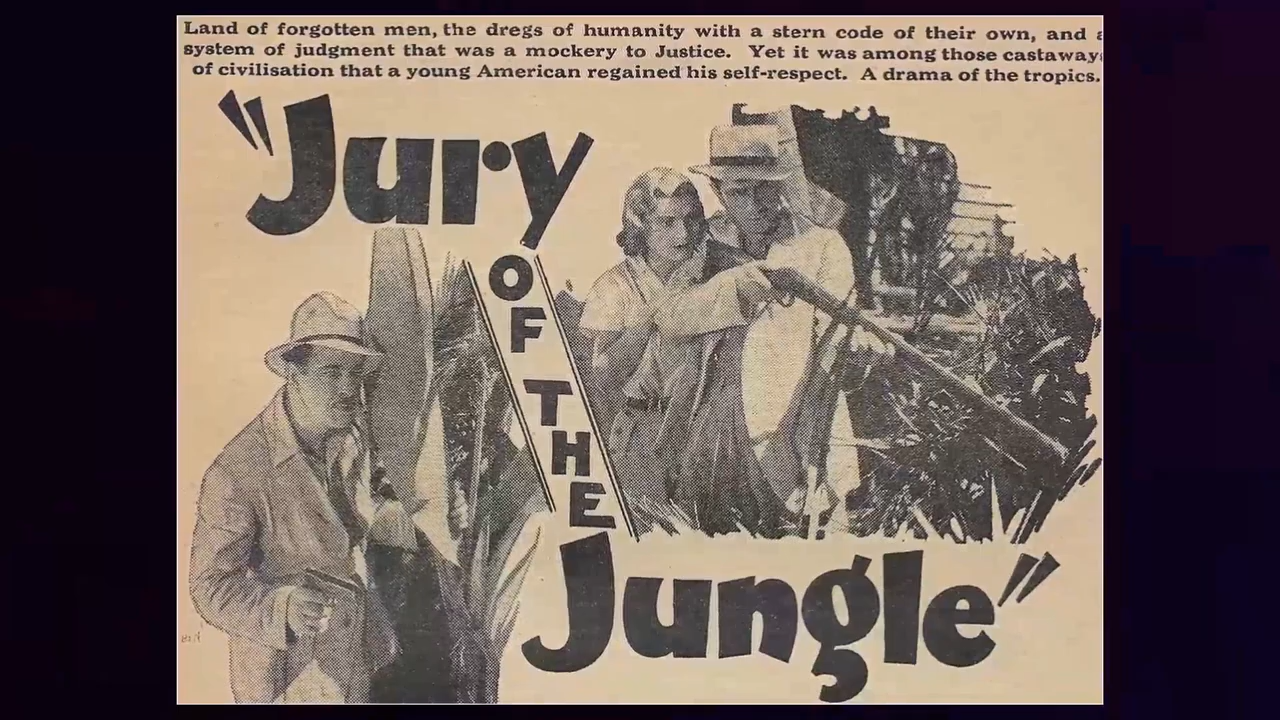 Land of forgotten men, the dregs of humanity with a stern code of their own, and
system of judgment that was a mockery to Justice. Yet it was among those castaway
of civilisation that a young American regained his self-respect. A drama of the tropics.
"Jury
OF
THE
Jungle"